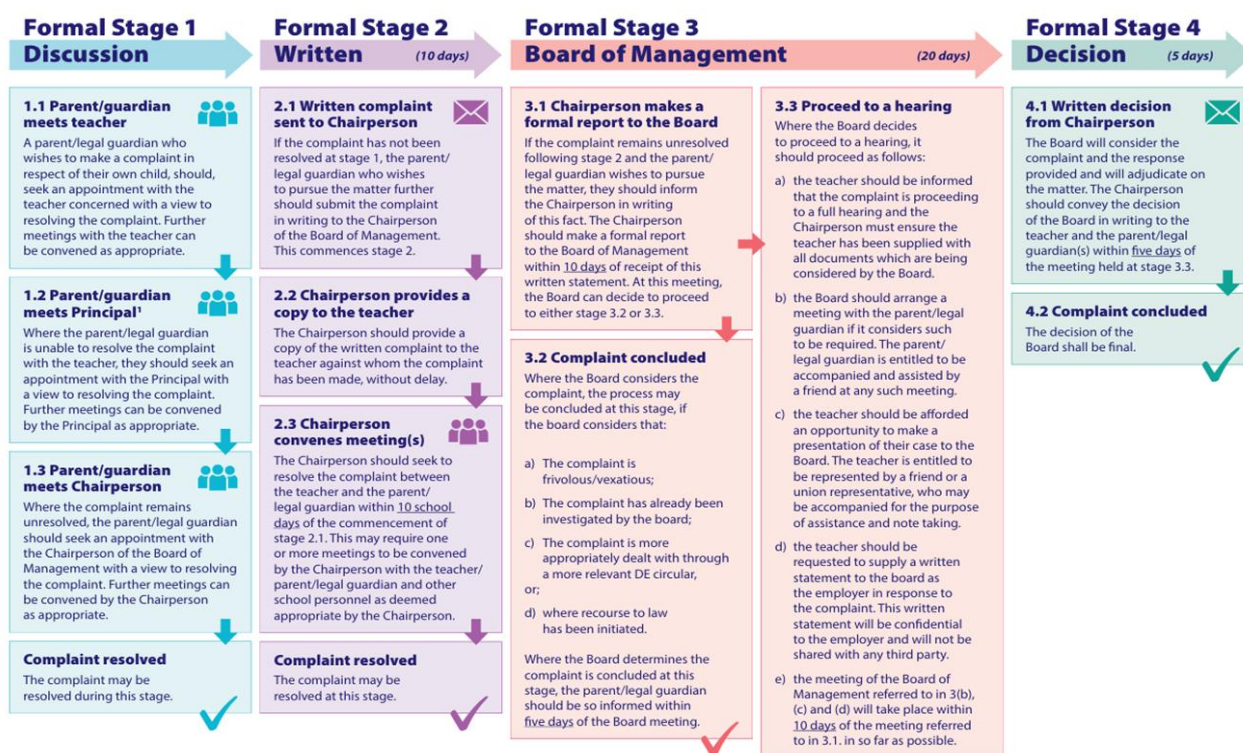 Formal Stage 1
Discussion
1.1 Parent/guardian
meets teacher
A parent/legal guardian who
wishes to make a complaint in
respect of their own child, should,
seek an appointment with the
teacher concerned with a view to
resolving the complaint. Further
meetings with the teacher can
be convened as appropriate.
1.2 Parent/guardian
meets Principal¹
Where the parent/legal guardian
is unable to resolve the complaint
with the teacher, they should seek an
appointment with the Principal with
a view to resolving the complaint.
Further meetings can be convened
by the Principal as appropriate.
1.3 Parent/guardian
meets Chairperson
Where the complaint remains
unresolved, the parent/legal guardian
should seek an appointment with
the Chairperson of the Board of
Management with a view to resolving
the complaint. Further meetings can
be convened by the Chairperson
as appropriate.
Complaint resolved
The complaint may be
resolved during this stage.
Formal Stage 2
Written (10 days)
2.1 Written complaint
sent to Chairperson
If the complaint has not been
resolved at stage 1, the parent/
legal guardian who wishes
to pursue the matter further
should submit the complaint
in writing to the Chairperson
of the Board of Management.
This commences stage 2.
2.2 Chairperson provides a
copy to the teacher
The Chairperson should provide a
copy of the written complaint to the
teacher against whom the complaint
has been made, without delay.
2.3 Chairperson
convenes meeting(s)
The Chairperson should seek to
resolve the complaint between
the teacher and the parent/
legal guardian within 10 school
days of the commencement of
stage 2.1. This may require one
or more meetings to be convened
by the Chairperson with the teacher/
parent/legal guardian and other
school personnel as deemed
appropriate by the Chairperson.
Complaint resolved
The complaint may be
resolved at this stage.
Formal Stage 3
Board of Management (20 days)
3.1 Chairperson makes a
formal report to the Board
If the complaint remains unresolved
following stage 2 and the parent/
legal guardian wishes to pursue
the matter, they should inform
the Chairperson in writing
of this fact. The Chairperson
should make a formal report
to the Board of Management
within 10 days of receipt of this
written statement. At this meeting,
the Board can decide to proceed
to either stage 3.2 or 3.3.
3.2 Complaint concluded
Where the Board considers the
complaint, the process may
be concluded at this stage, if
the board considers that:
a) The complaint is
frivolous/vexatious;
b) The complaint has already been
investigated by the board;
c) The complaint is more
appropriately dealt with through
a more relevant DE circular,
or;
d) where recourse to law
has been initiated.
Where the Board determines the
complaint is concluded at this
stage, the parent/legal guardian
should be so informed within
five days of the Board meeting.
3.3 Proceed to a hearing
Where the Board decides
to proceed to a hearing, it
should proceed as follows:
a) the teacher should be informed
that the complaint is proceeding
to a full hearing and the
Chairperson must ensure the
teacher has been supplied with
all documents which are being
considered by the Board.
b) the Board should arrange a
meeting with the parent/legal
guardian if it considers such
to be required. The parent/
legal guardian is entitled to be
accompanied and assisted by
a friend at any such meeting.
c) the teacher should be afforded
an opportunity to make a
presentation of their case to the
Board. The teacher is entitled to
be represented by a friend or a
union representative, who may
be accompanied for the purpose
of assistance and note taking.
d) the teacher should be
requested to supply a written
statement to the board as
the employer in response to
the complaint. This written
statement will be confidential
to the employer and will not be
shared with any third party.
e) the meeting of the Board of
Management referred to in 3(b),
(c) and (d) will take place within
10 days of the meeting referred
to in 3.1. in so far as possible.
Formal Stage 4
Decision (5 days)
4.1 Written decision
from Chairperson
The Board will consider the
complaint and the response
provided and will adjudicate on
the matter. The Chairperson
should convey the decision
of the Board in writing to the
teacher and the parent/legal
guardian(s) within five days of
the meeting held at stage 3.3.
4.2 Complaint concluded
The decision of the
Board shall be final.